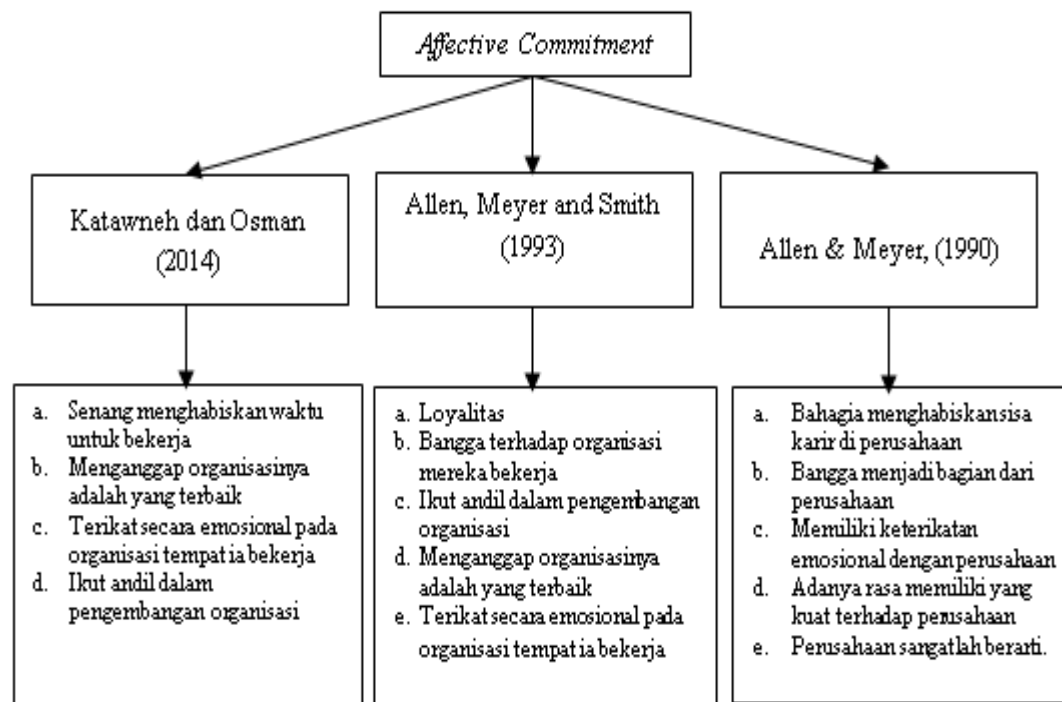 Affective Commitment
Katawneh dan Osman
(2014)
Allen, Meyer and Smith
(1993)
Allen & Meyer, (1990)
a. Senang menghabiskan waktu
untuk bekerja
b. Menganggap organisasinya
adalah yang terbaik
c. Terikat secara emosional pada
organisasi tempat ia bekerja
d. Ikut andil dalam
pengembangan organisasi
a. Loyalitas
b. Bangga terhadap organisasi
mereka bekerja
c. Ikut andil dalam pengembangan
organisasi
d. Menganggap organisasinya
adalah yang terbaik
e. Terikat secara emosional pada
organisasi tempat ia bekerja
a. Bahagia menghabiskan sisa
karir di perusahaan
b. Bangga menjadi bagian dari
perusahaan
c. Memiliki keterikatan
emosional dengan perusahaan
d. Adanya rasa memiliki yang
kuat terhadap perusahaan
e. Perusahaan sangatlah berarti.